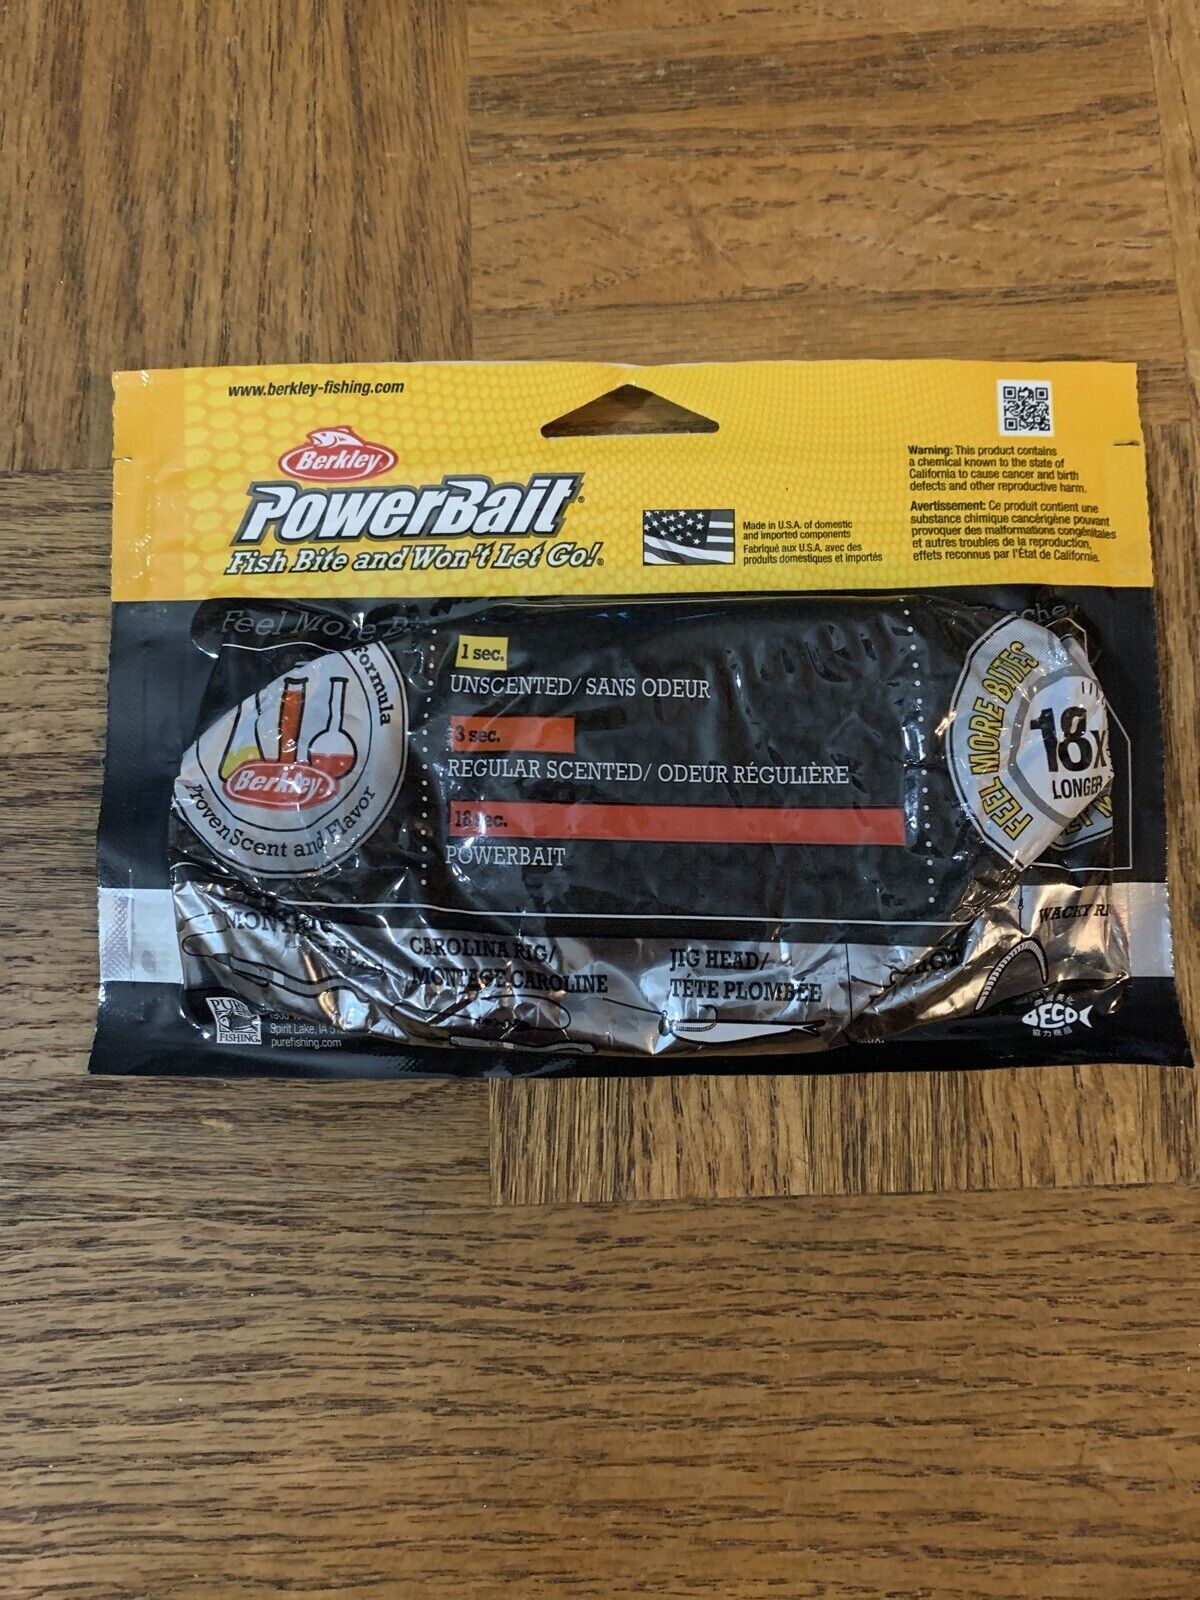 www.berkley-fishing.com
Berkley
PowerBait®
Fish Bite and Won't Let Go!®
Made in U.S.A. of domestic
and imported components
Fabriqué aux U.S.A. avec des
produits domestiques et importés
Warning: This product contains
a chemical known to the state of
California to cause cancer and birth
defects and other reproductive harm.
Avertissement: Ce produit contient une
substance chimique cancérigène pouvant
provoquer des malformations congénitales
et autres troubles de la reproduction,
effets reconnus par l'État de Californie.
Feel More
Formula
Berkley
Proven Scent and Flavor
1 sec.
UNSCENTED/ SANS ODEUR
3 sec.
REGULAR SCENTED/ ODEUR RÉGULIÈRE
18 sec.
POWERBAIT
FEEL MORE BITES
18X
LONGER
CAROLINA RIG/
MONTAGE CAROLINE
JIG HEAD/
TÉTE PLOMBÉE
WACKY
PURE
FISHING
Spirit Lake, IA
purefishing.com
ECO